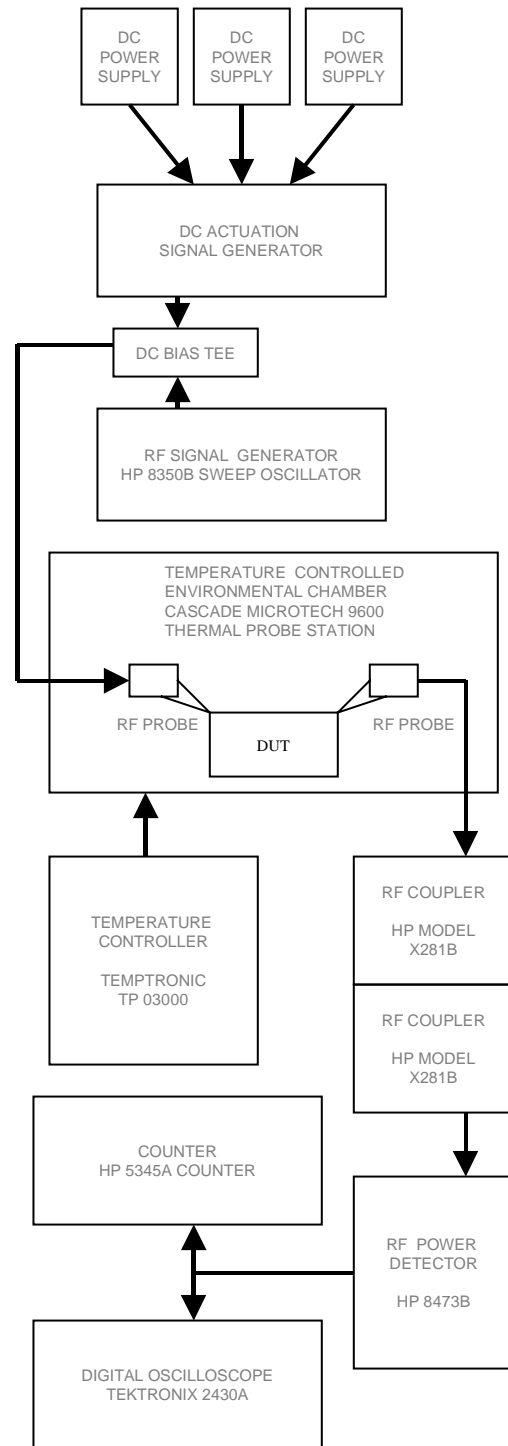 DC
POWER
SUPPLY
DC
POWER
SUPPLY
DC
POWER
SUPPLY
DC ACTUATION
SIGNAL GENERATOR
DC BIAS TEE
RF SIGNAL GENERATOR
HP 8350B SWEEP OSCILLATOR
TEMPERATURE CONTROLLED
ENVIRONMENTAL CHAMBER
CASCADE MICROTECH 9600
THERMAL PROBE STATION
RF PROBE
RF PROBE
DUT
TEMPERATURE
CONTROLLER
TEMPTRONIC
TP 03000
RF COUPLER
HP MODEL
X281B
RF COUPLER
HP MODEL
X281B
COUNTER
HP 5345A COUNTER
RF POWER
DETECTOR
HP 8473B
DIGITAL OSCILLOSCOPE
TEKTRONIX 2430A